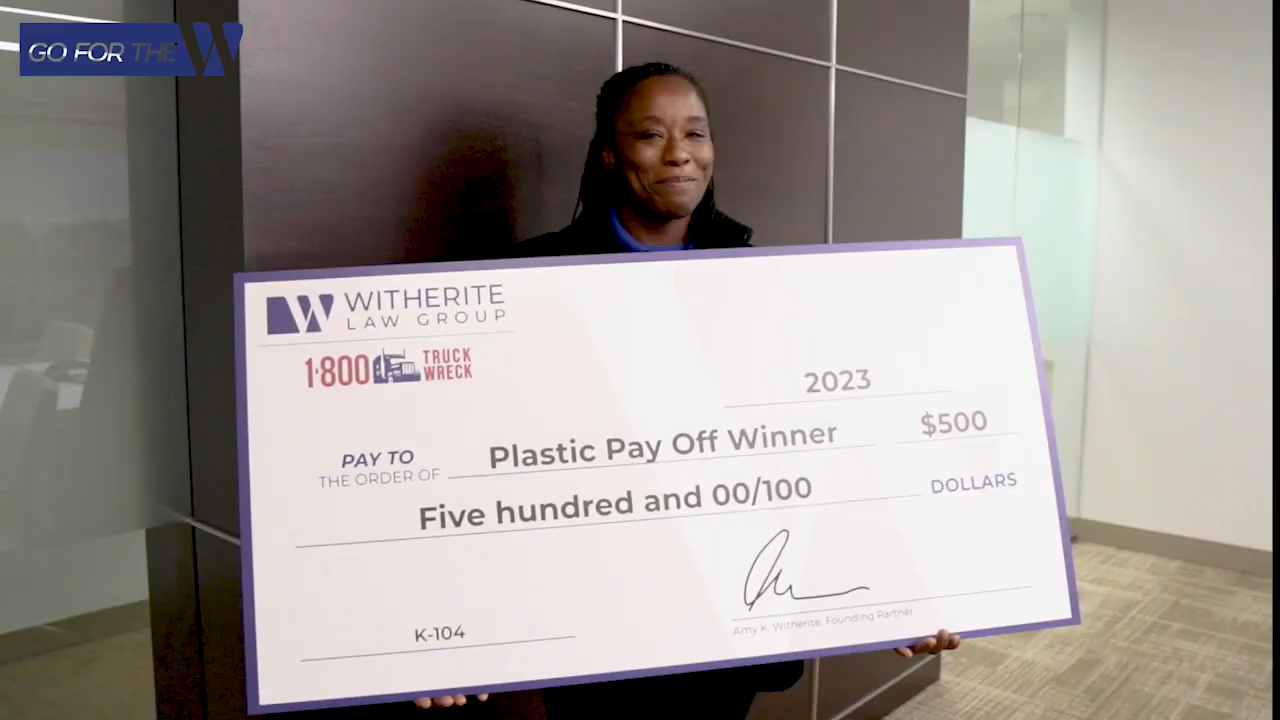 GO FOR THE W
W WITHERITE
LAW GROUP
1-800 TRUCK
WRECK
2023
PAY TO
THE ORDER OF
Plastic Pay Off Winner
$500
Five hundred and 00/100
DOLLARS
K-104
Amy K. Witherite, Founding Partner